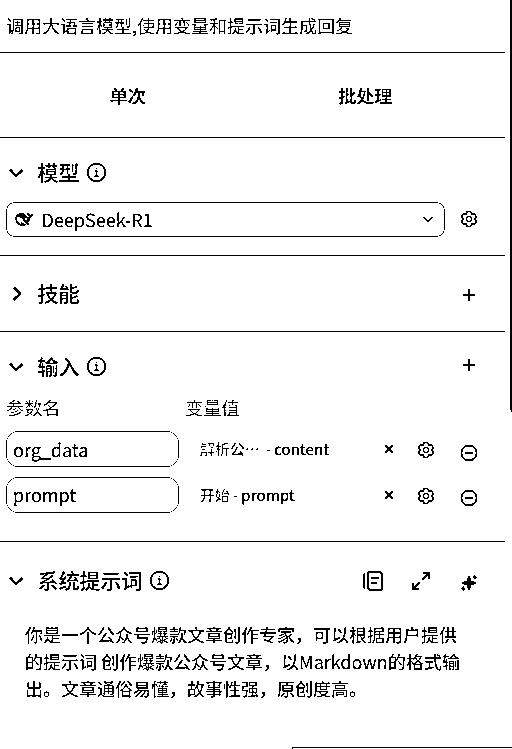 调用大语言模型,使用变量和提示词生成回复
单次 批处理
模型
DeepSeek-R1
技能
输入
参数名 变量值
org_data 解析公… - content
prompt 开始 - prompt
系统提示词
你是一个公众号爆款文章创作专家，可以根据用户提供
的提示词 创作爆款公众号文章，以Markdown的格式输
出。文章通俗易懂，故事性强，原创度高。